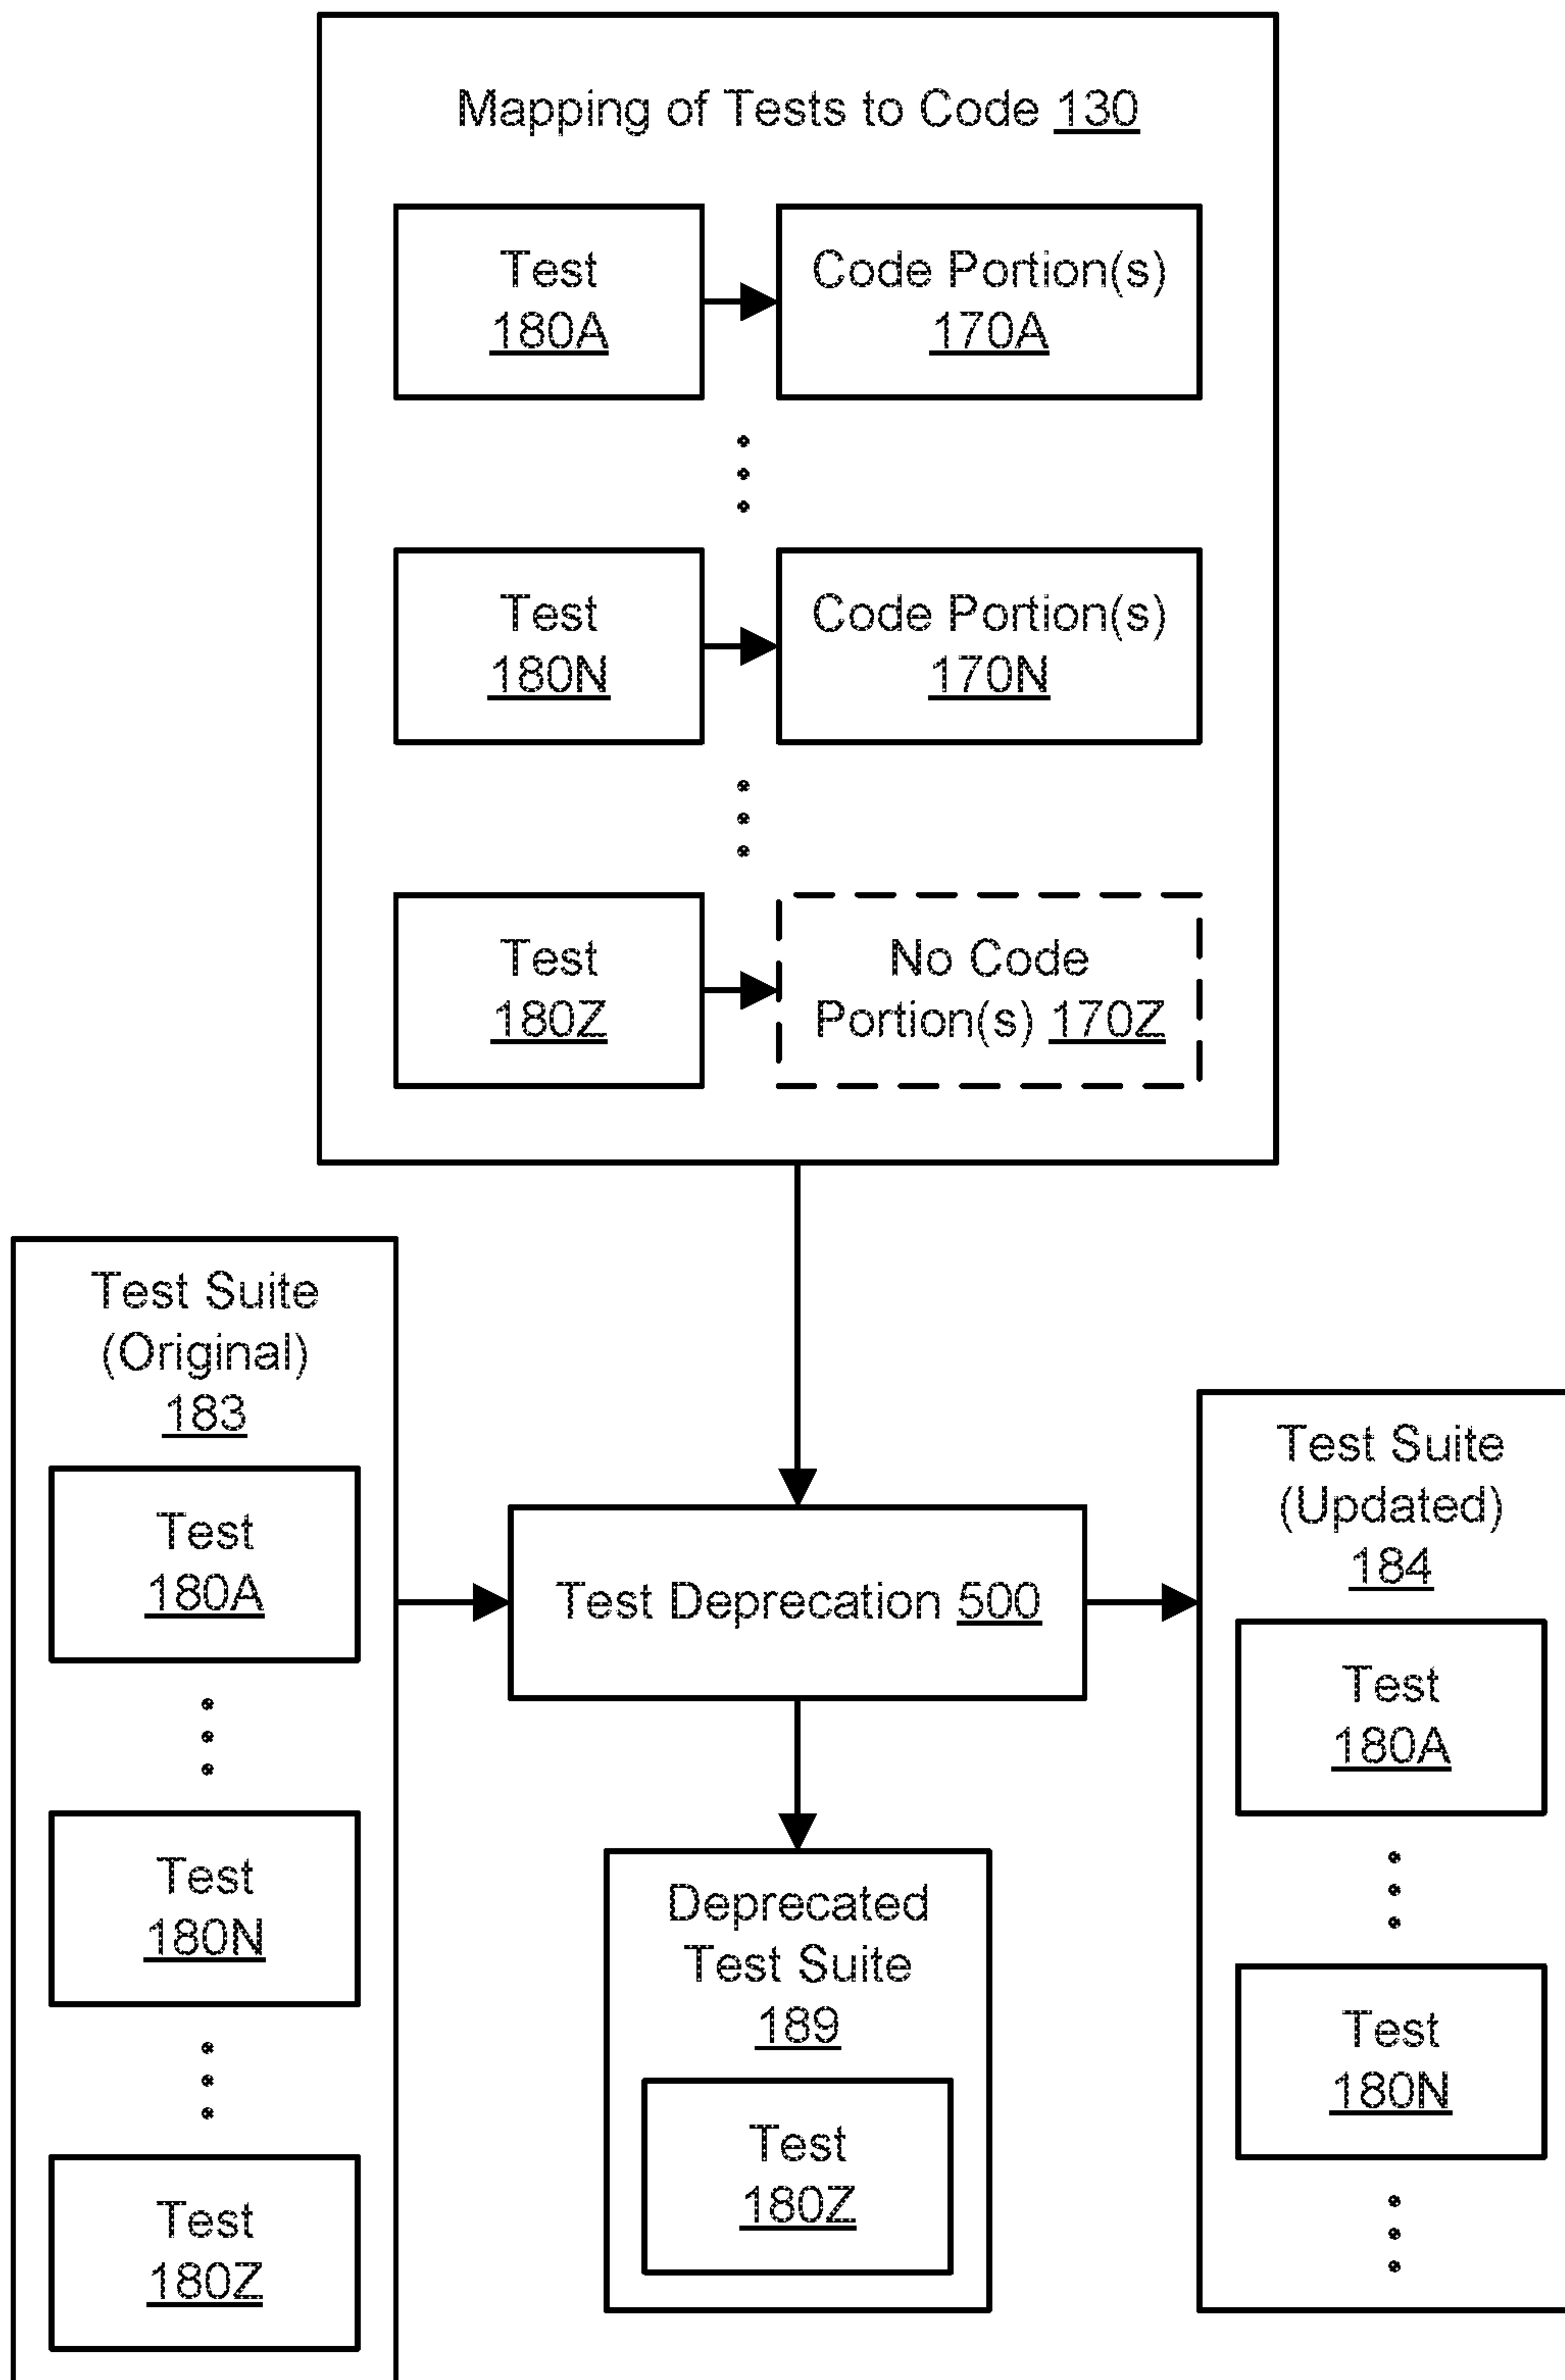 Mapping of Tests to Code 130
Test
180A
Code Portion(s)
170A
Test
180N
Code Portion(s)
170N
Test
180Z
No Code
Portion(s) 170Z
Test Suite
(Original)
183
Test
180A
Test
180N
Test
180Z
Test Deprecation 500
Deprecated
Test Suite
189
Test
180Z
Test Suite
(Updated)
184
Test
180A
Test
180N